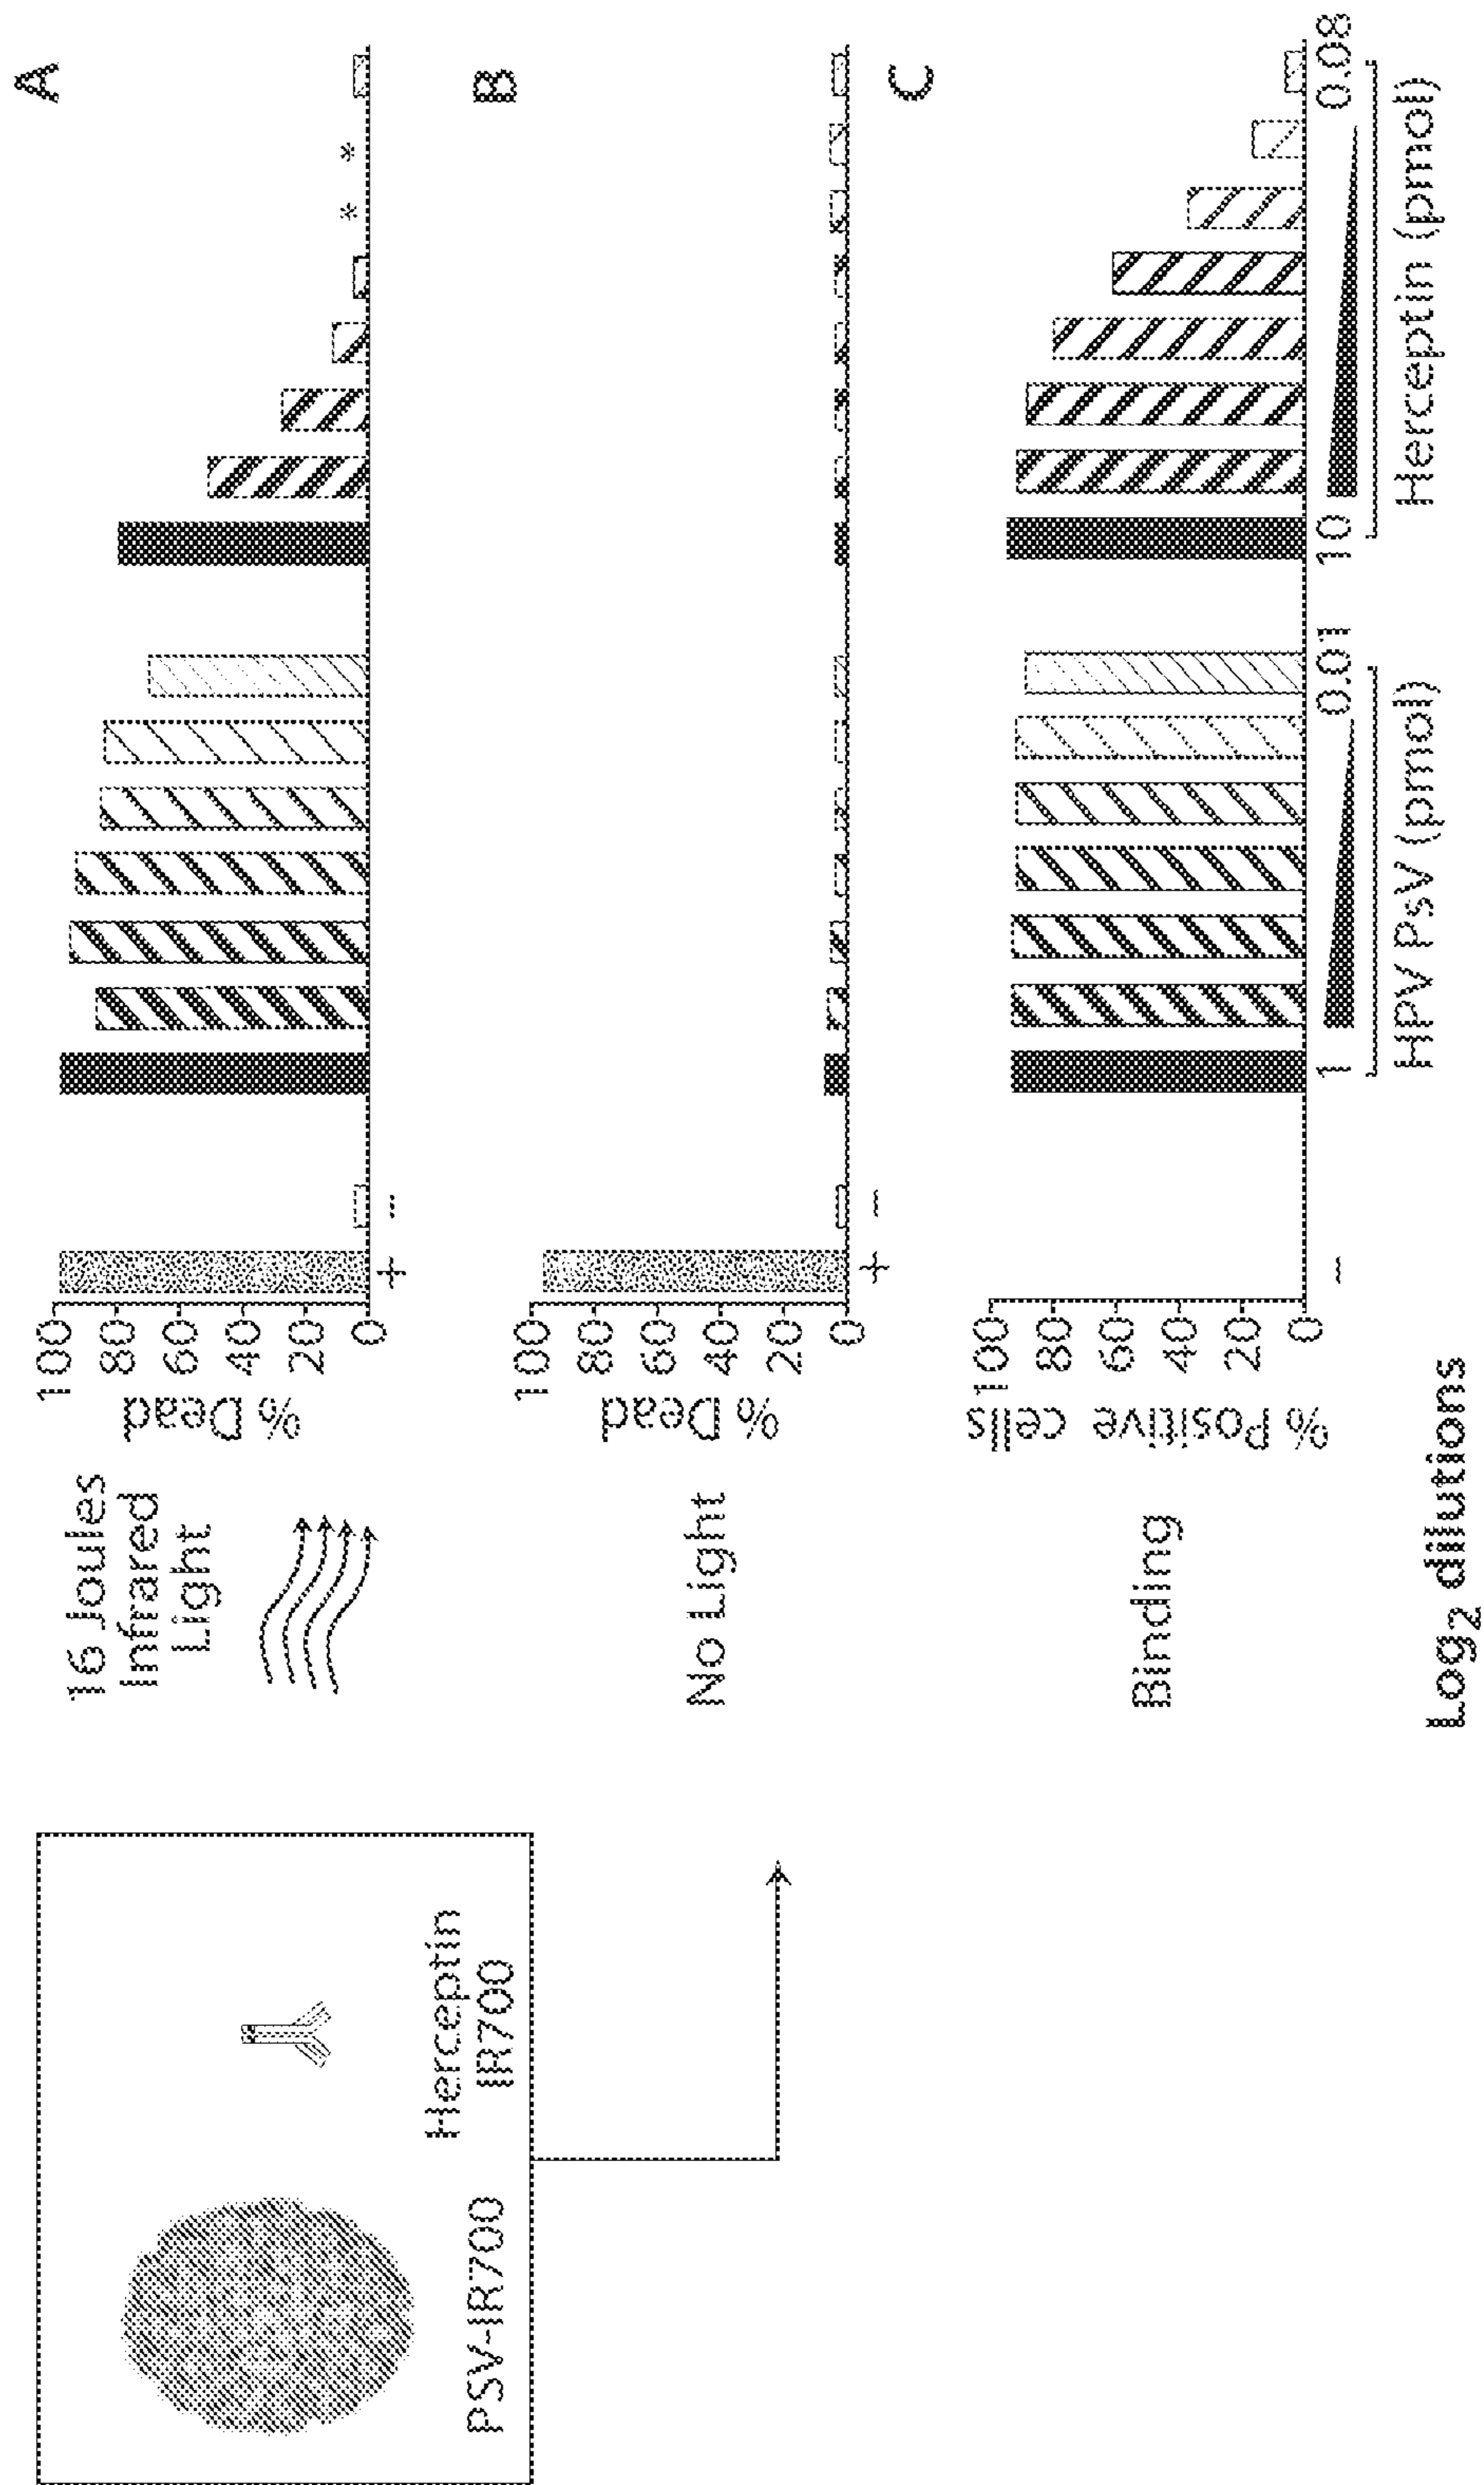 PSV-IR700
Herceptin
IR700
16 Joules
Infrared
Light
% Dead
100
80
60
40
20
0
+
–
*
*
A
No Light
% Dead
100
80
60
40
20
0
+
–
B
Binding
% Positive cells
100
80
60
40
20
0
–
C
1
0.01
10
0.08
HPV PsV (pmol)
Herceptin (pmol)
Log2 dilutions